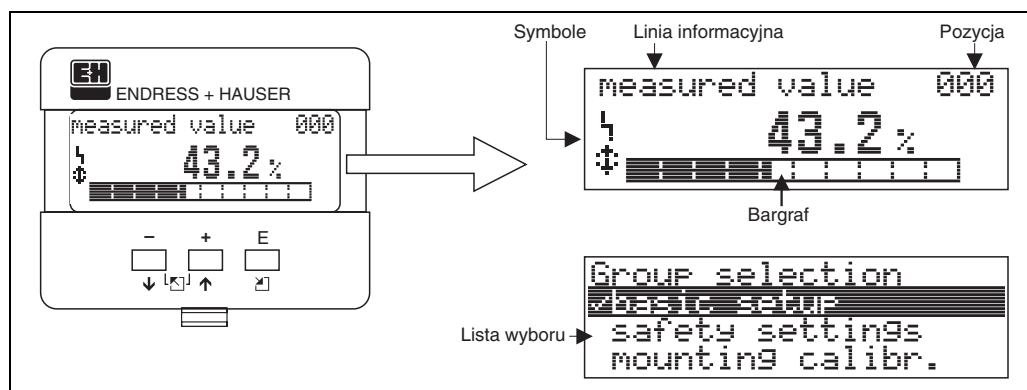 E+H
ENDRESS + HAUSER
measured value 000
43.2 %
- + E
Symbole
Linia informacyjna
Pozycja
measured value 000
43.2 %
Bargraf
Group selection
✓basic setup
Lista wyboru
safety settings
mounting calibr.